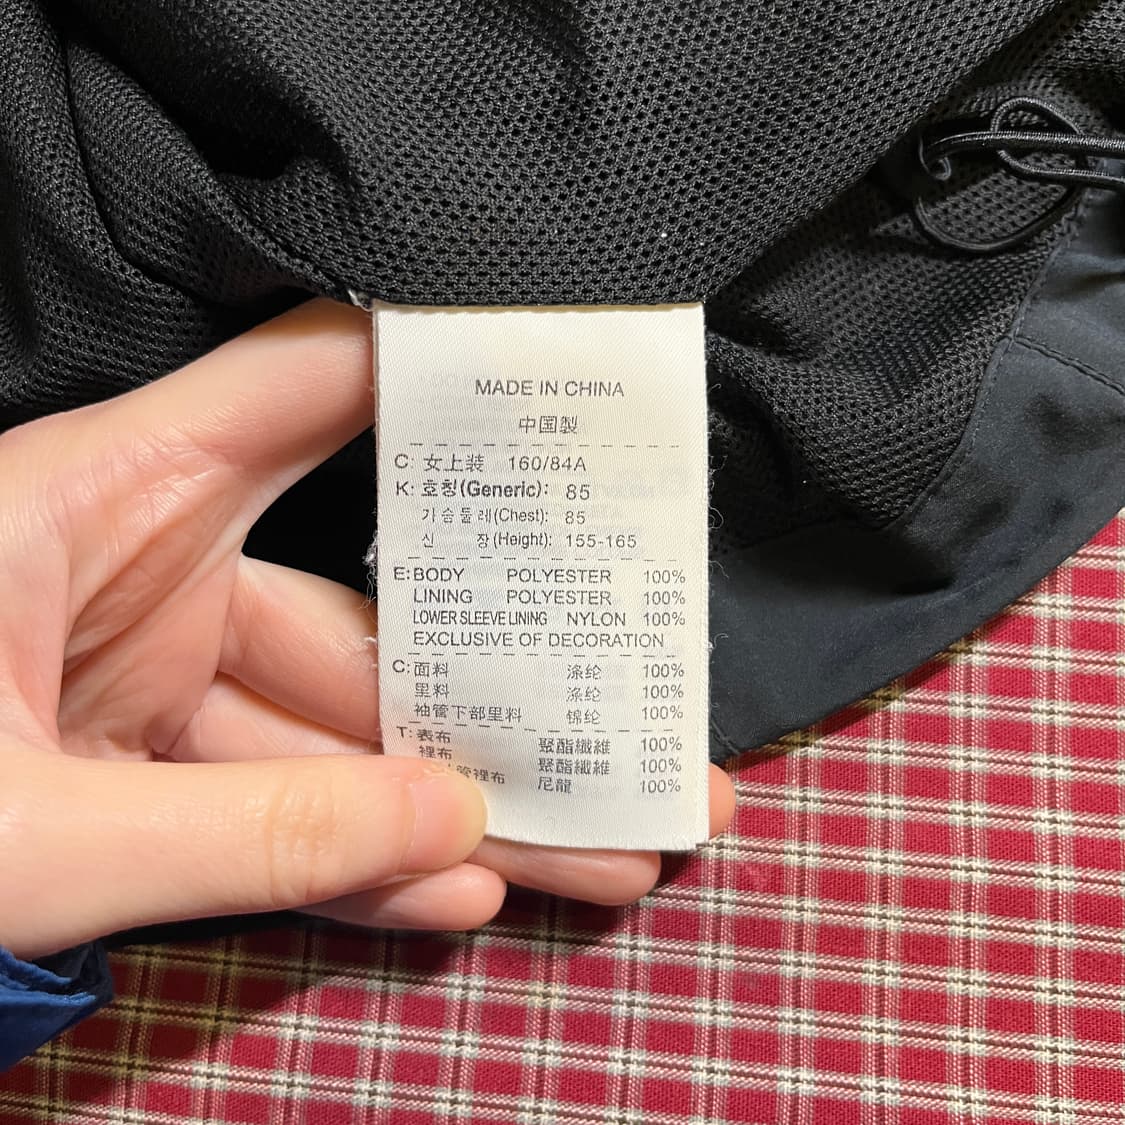 MADE IN CHINA
中国製
C: 女上装 160/84A
K: 호칭(Generic): 85
가슴둘레(Chest): 85
신 장(Height): 155-165
E: BODY POLYESTER 100%
LINING POLYESTER 100%
LOWER SLEEVE LINING NYLON 100%
EXCLUSIVE OF DECORATION
C: 面料 涤纶 100%
里料 涤纶 100%
袖管下部里料 锦纶 100%
T: 表布 聚酯纖維 100%
裡布 聚酯纖維 100%
管裡布 尼龍 100%